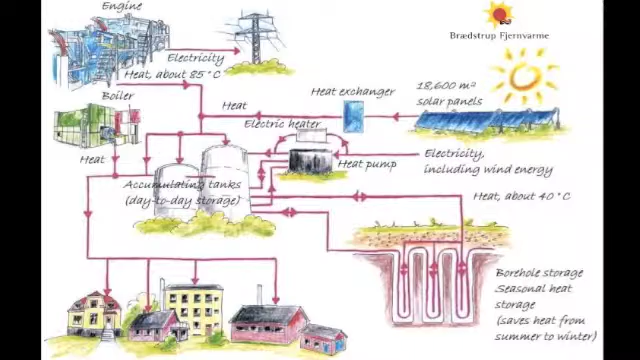 Engine
Brædstrup Fjernvarme
Electricity
Heat, about 85°C
Boiler
Heat
Heat exchanger
18,600 m²
solar panels
Electric heater
Heat
Heat pump
Electricity,
including wind energy
Accumulating tanks
(day-to-day storage)
Heat, about 40°C
Borehole storage
Seasonal heat
storage
(saves heat from
summer to winter)